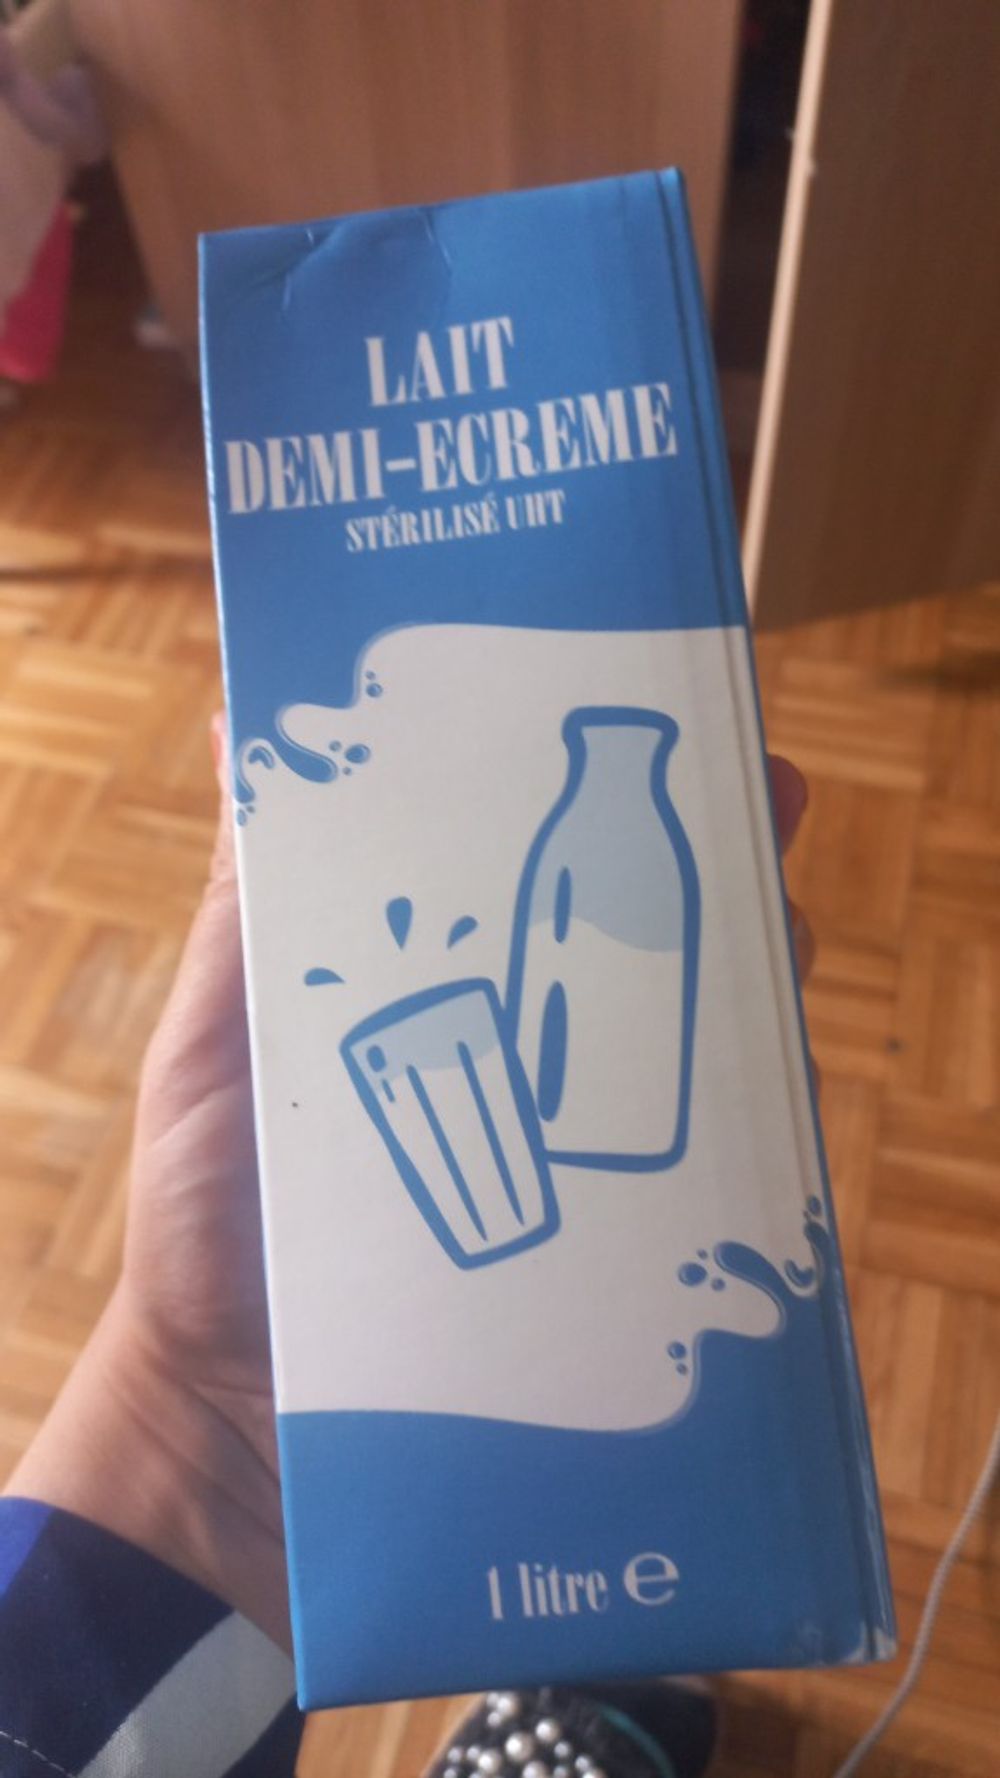 LAIT
DEMI-ECREME
STÉRILISÉ UHT
1 litre ℮